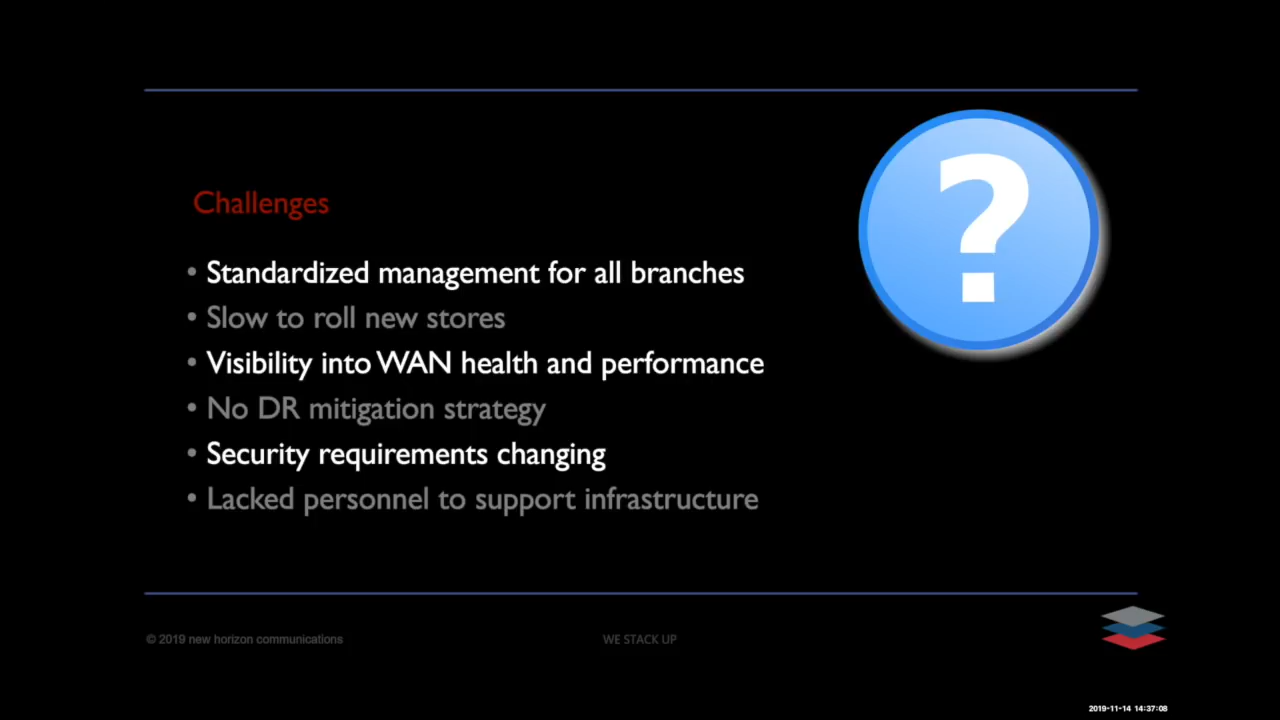 Challenges
• Standardized management for all branches
• Slow to roll new stores
• Visibility into WAN health and performance
• No DR mitigation strategy
• Security requirements changing
• Lacked personnel to support infrastructure
?
© 2019 new horizon communications
WE STACK UP
2019-11-14 14:37:08